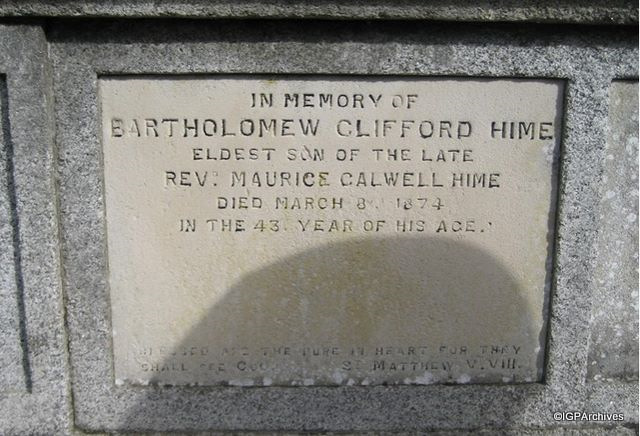 IN MEMORY OF
BARTHOLOMEW CLIFFORD HIME
ELDEST SON OF THE LATE
REVD. MAURICE CALWELL HIME
DIED MARCH 8. 1874
IN THE 43. YEAR OF HIS AGE.
BLESSED ARE THE PURE IN HEART FOR THEY
SHALL SEE GOD ST MATTHEW V.VIII.
©IGPArchives